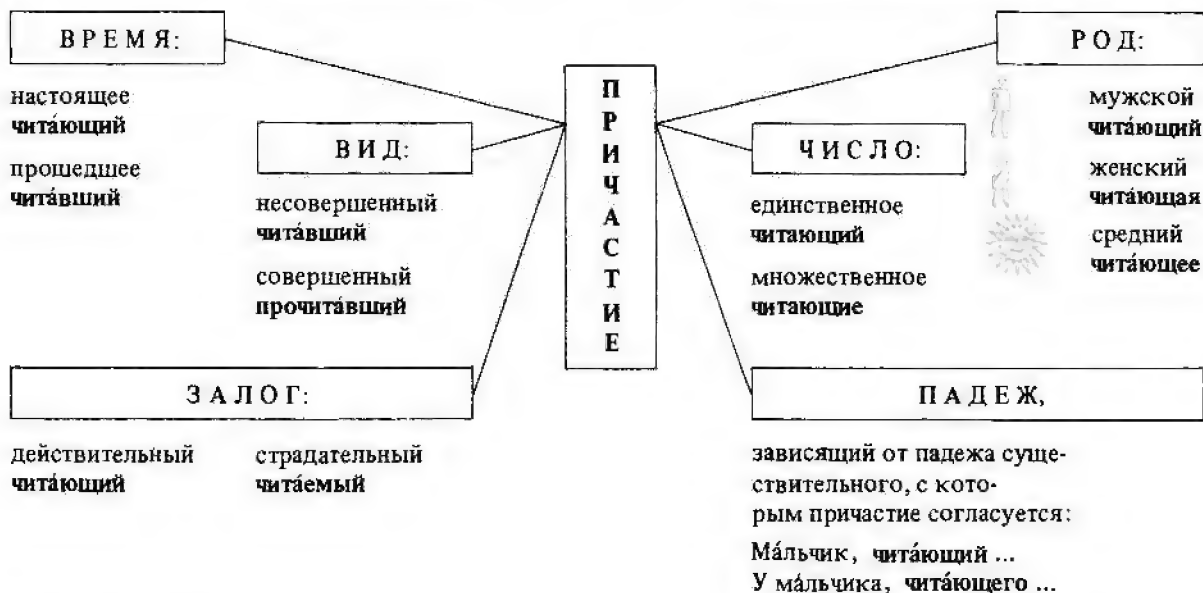 ВРЕМЯ:
настоящее
чита́ющий
прошедшее
чита́вший
ВИД:
несовершенный
чита́вший
совершенный
прочита́вший
ЗАЛОГ:
действительный
чита́ющий
страдательный
чита́емый
ПРИЧАСТИЕ
РОД:
мужской
чита́ющий
женский
чита́ющая
средний
чита́ющее
ЧИСЛО:
единственное
читающий
множественное
читающие
ПАДЕЖ,
зависящий от падежа суще-
ствительного, с кото-
рым причастие согласуется:
Ма́льчик, чита́ющий ...
У ма́льчика, чита́ющего ...